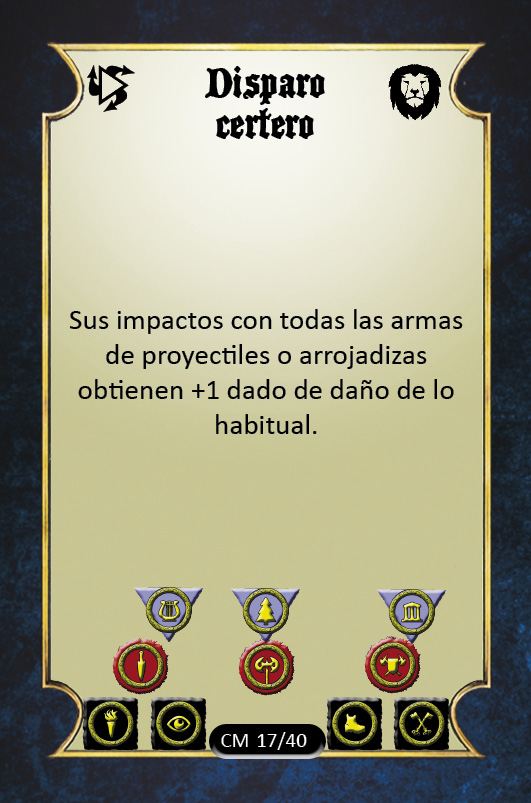 Disparo
certero
Sus impactos con todas las armas
de proyectiles o arrojadizas
obtienen +1 dado de daño de lo
habitual.
CM 17/40